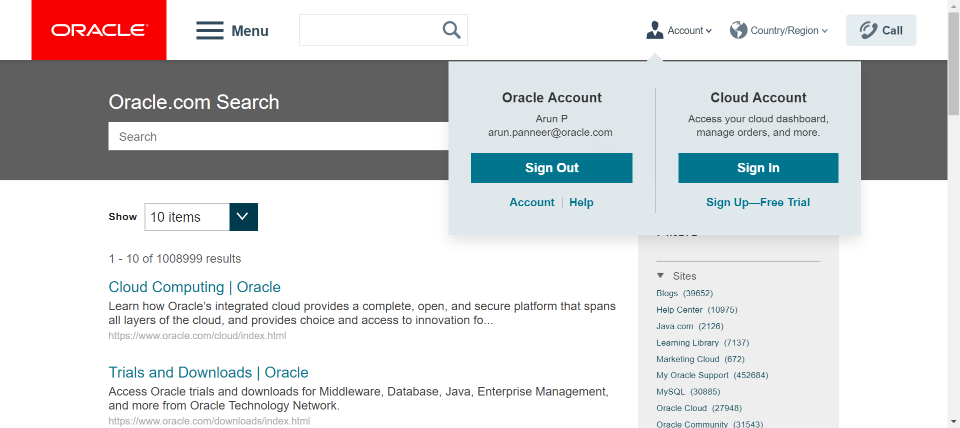 ORACLE
Menu
Account
Country/Region
Call
Oracle.com Search
Search
Oracle Account
Arun P
arun.panneer@oracle.com
Sign Out
Account | Help
Cloud Account
Access your cloud dashboard,
manage orders, and more.
Sign In
Sign Up—Free Trial
Show
10 items
1 - 10 of 1008999 results
Cloud Computing | Oracle
Learn how Oracle's integrated cloud provides a complete, open, and secure platform that spans
all layers of the cloud, and provides choice and access to innovation fo...
https://www.oracle.com/cloud/index.html
Trials and Downloads | Oracle
Access Oracle trials and downloads for Middleware, Database, Java, Enterprise Management,
and more from Oracle Technology Network.
https://www.oracle.com/downloads/index.html
Sites
Blogs (39652)
Help Center (10975)
Java.com (2126)
Learning Library (7137)
Marketing Cloud (672)
My Oracle Support (452684)
MySQL (30885)
Oracle Cloud (27948)
Oracle Community (31543)